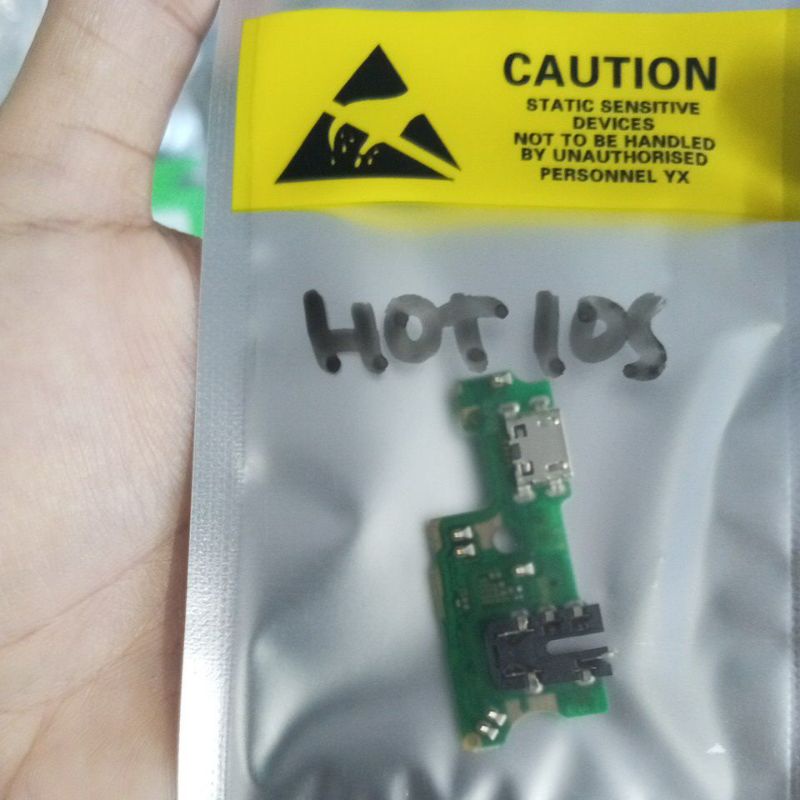 CAUTION
STATIC SENSITIVE
DEVICES
NOT TO BE HANDLED
BY UNAUTHORISED
PERSONNEL YX
HOT 10S